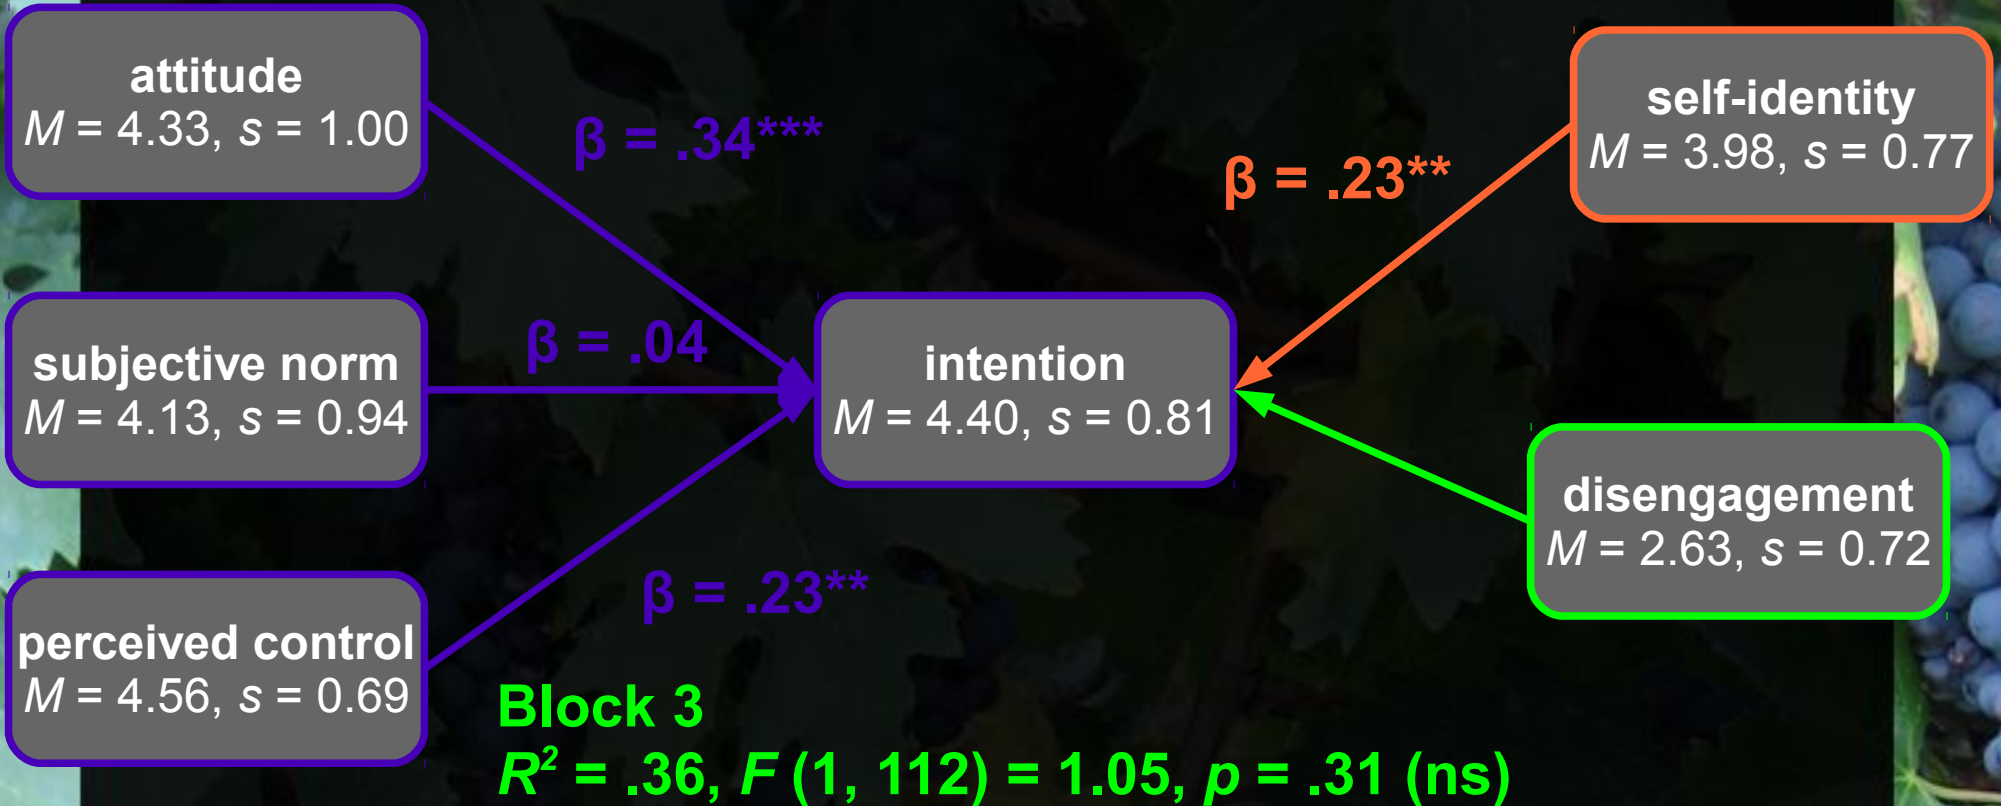 attitude
M = 4.33, s = 1.00
β = .34***
self-identity
M = 3.98, s = 0.77
β = .23**
subjective norm
M = 4.13, s = 0.94
β = .04
intention
M = 4.40, s = 0.81
disengagement
M = 2.63, s = 0.72
perceived control
M = 4.56, s = 0.69
β = .23**
Block 3
R² = .36, F (1, 112) = 1.05, p = .31 (ns)